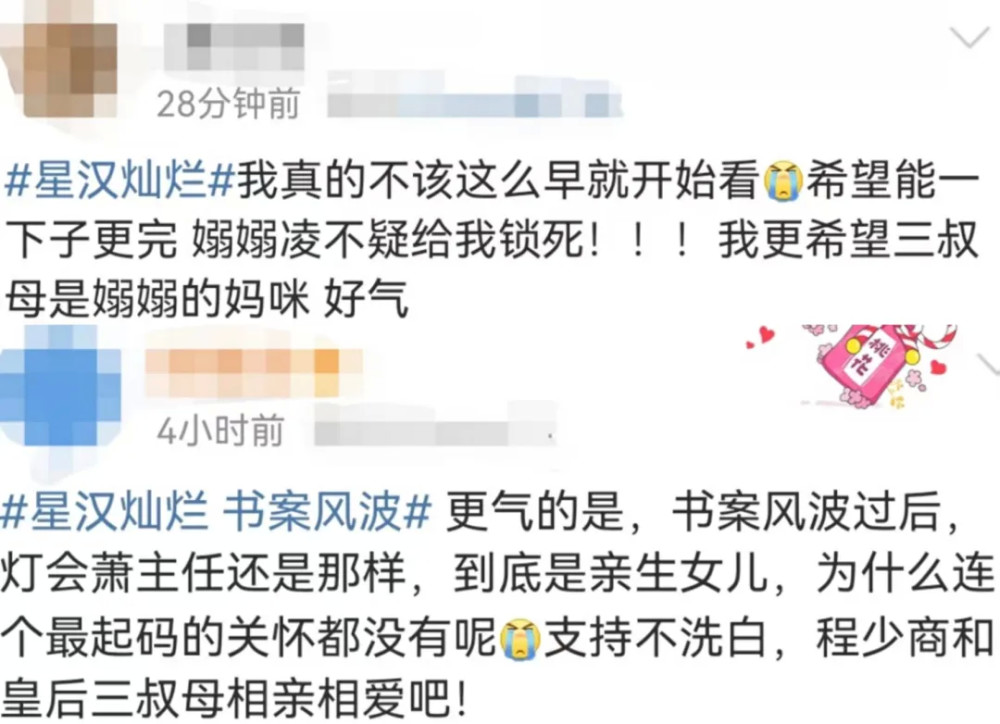 28分钟前
#星汉灿烂#我真的不该这么早就开始看😭希望能一
下子更完 嫋嫋凌不疑给我锁死！！！我更希望三叔
母是嫋嫋的妈咪 好气
桃花
4小时前
#星汉灿烂 书案风波# 更气的是，书案风波过后，
灯会萧主任还是那样，到底是亲生女儿，为什么连
个最起码的关怀都没有呢😭支持不洗白，程少商和
皇后三叔母相亲相爱吧！